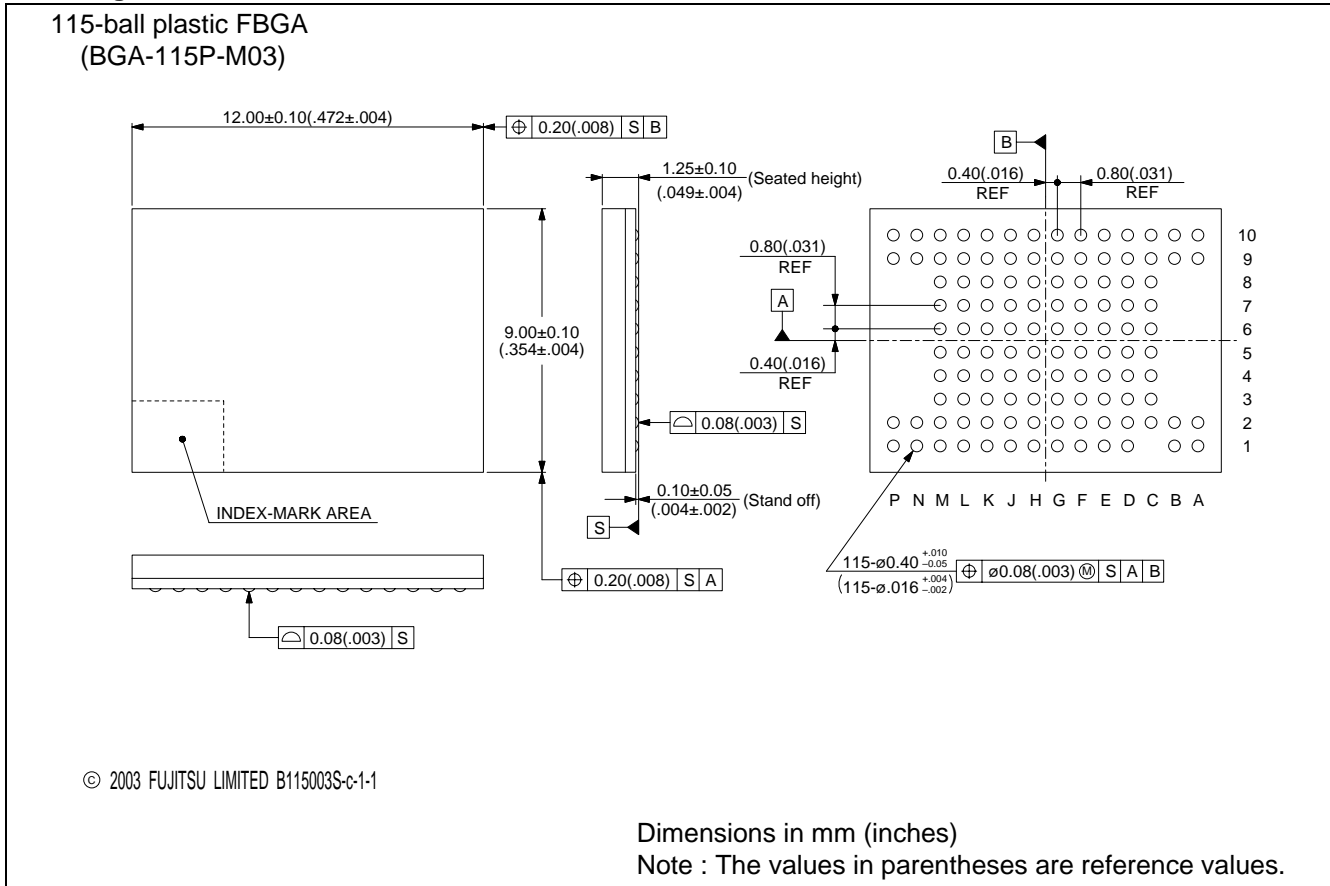 115-ball plastic FBGA
(BGA-115P-M03)
12.00±0.10(.472±.004)
⌖ 0.20(.008) S B
1.25±0.10
(.049±.004)
(Seated height)
B
0.40(.016)
REF
0.80(.031)
REF
0.80(.031)
REF
A
0.40(.016)
REF
10
9
8
7
6
5
4
3
2
1
9.00±0.10
(.354±.004)
⌓ 0.08(.003) S
0.10±0.05
(.004±.002)
(Stand off)
S
INDEX-MARK AREA
P N M L K J H G F E D C B A
⌖ 0.20(.008) S A
115-ø0.40 +.010 −0.05
(115-ø.016 +.004 −.002)
⌖ ø0.08(.003) Ⓜ S A B
⌓ 0.08(.003) S
© 2003 FUJITSU LIMITED B115003S-c-1-1
Dimensions in mm (inches)
Note : The values in parentheses are reference values.